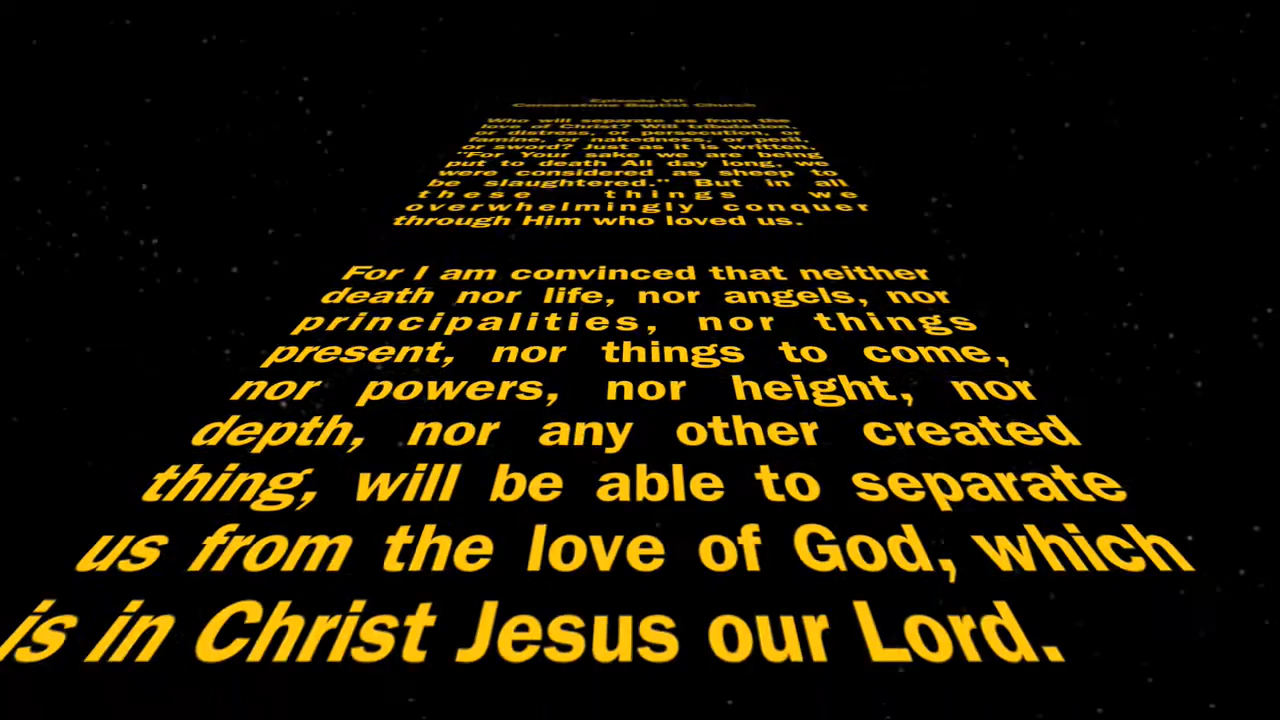 Episode VII
Cornerstone Baptist Church
Who will separate us from the
love of Christ? Will tribulation,
or distress, or persecution, or
famine, or nakedness, or peril,
or sword? Just as it is written,
"For Your sake we are being
put to death All day long, we
were considered as sheep to
be slaughtered." But in all
these things we
overwhelmingly conquer
through Him who loved us.
For I am convinced that neither
death nor life, nor angels, nor
principalities, nor things
present, nor things to come,
nor powers, nor height, nor
depth, nor any other created
thing, will be able to separate
us from the love of God, which
is in Christ Jesus our Lord.